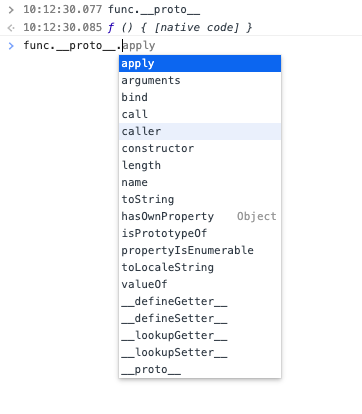 10:12:30.077 func.__proto__
10:12:30.085 ƒ () { [native code] }
func.__proto__.apply
apply
arguments
bind
call
caller
constructor
length
name
toString
hasOwnProperty Object
isPrototypeOf
propertyIsEnumerable
toLocaleString
valueOf
__defineGetter__
__defineSetter__
__lookupGetter__
__lookupSetter__
__proto__